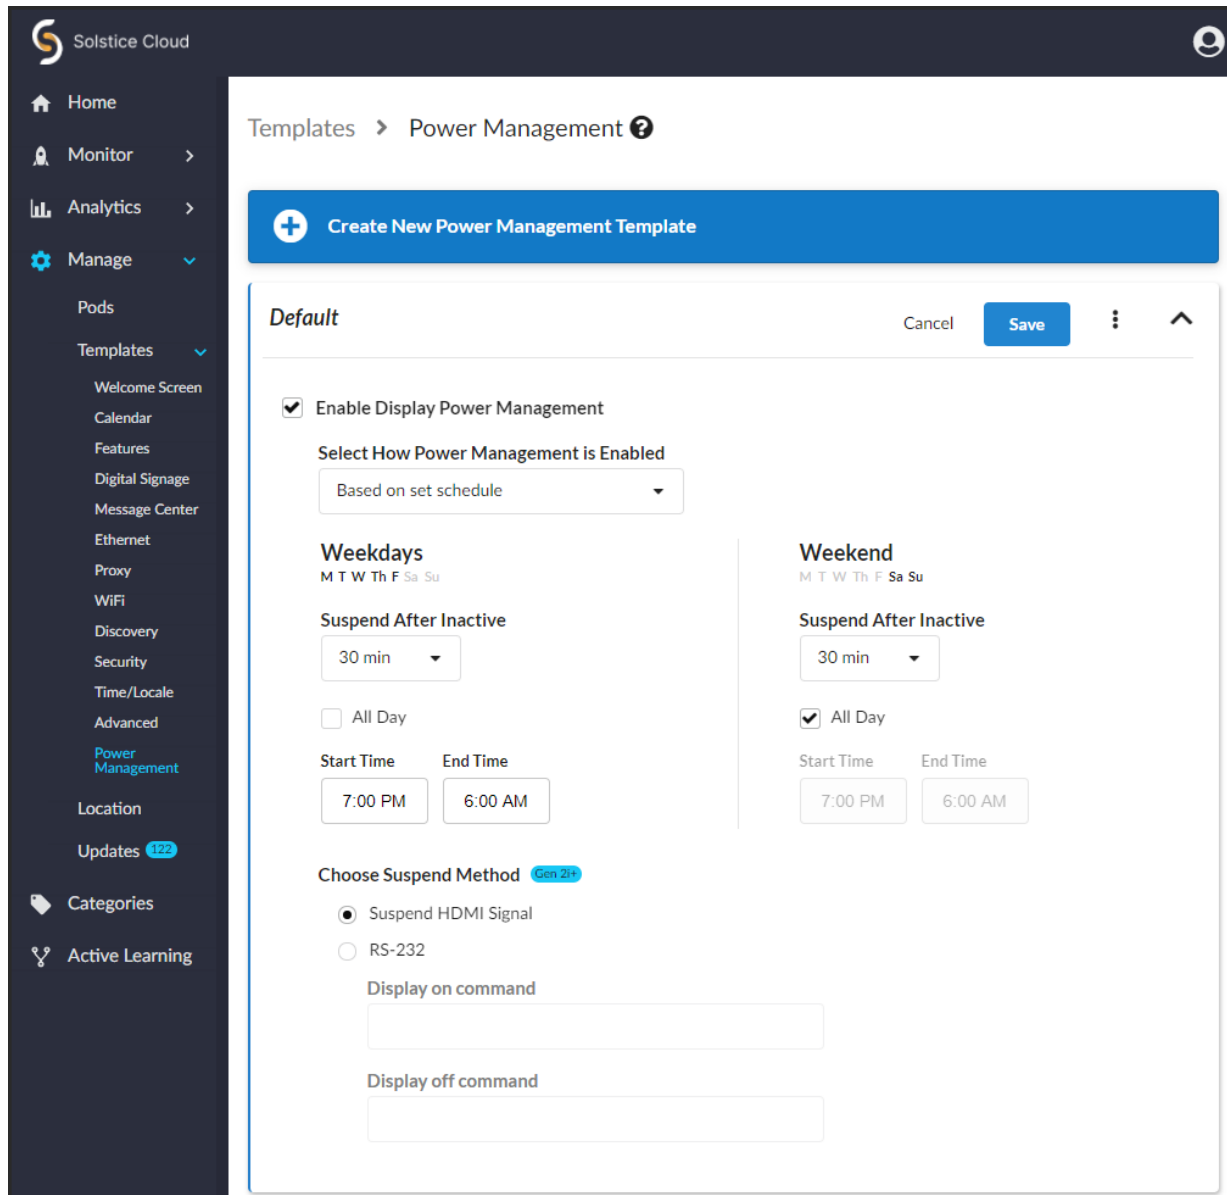 Solstice Cloud
Home
Monitor
Analytics
Manage
Pods
Templates
Welcome Screen
Calendar
Features
Digital Signage
Message Center
Ethernet
Proxy
WiFi
Discovery
Security
Time/Locale
Advanced
Power
Management
Location
Updates 122
Categories
Active Learning
Templates > Power Management ?
Create New Power Management Template
Default Cancel Save
Enable Display Power Management
Select How Power Management is Enabled
Based on set schedule
Weekdays
M T W Th F Sa Su
Suspend After Inactive
30 min
All Day
Start Time End Time
7:00 PM 6:00 AM
Weekend
M T W Th F Sa Su
Suspend After Inactive
30 min
All Day
Start Time End Time
7:00 PM 6:00 AM
Choose Suspend Method Gen 2i+
Suspend HDMI Signal
RS-232
Display on command
Display off command